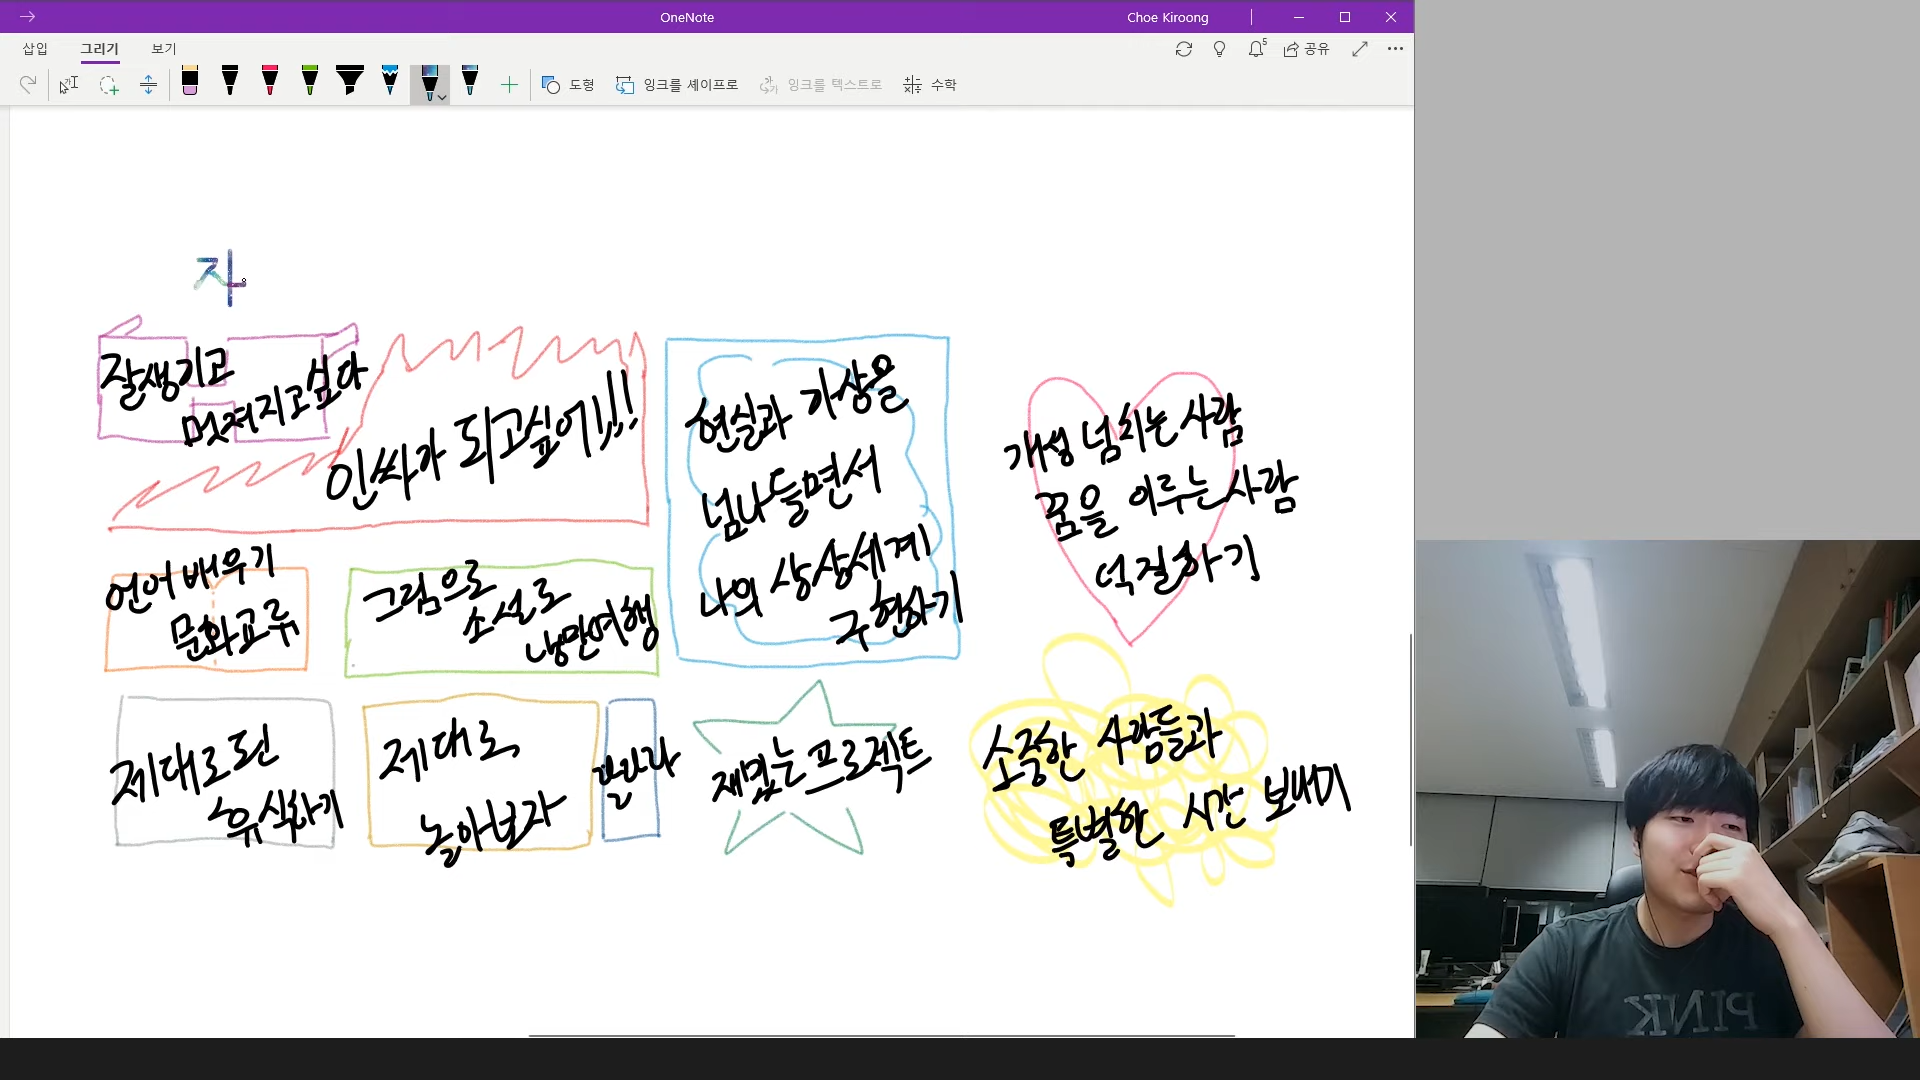 OneNote
Choe Kiroong
삽입
그리기
보기
5
공유
도형
잉크를 셰이프로
잉크를 텍스트로
수학
자
잘생기고
멋져지고싶다
인싸가 되고싶어!!!
현실과 가상을
넘나들면서
나의 상상세계
구현하기
개성 넘치는 사람
꿈을 이루는 사람
덕질하기
언어 배우기
문화교류
그림으로
소설로
낭만여행
제대로된
휴식하기
제대로
놀아보자
재밌는 프로젝트
소중한 사람들과
특별한 시간 보내기
PINK